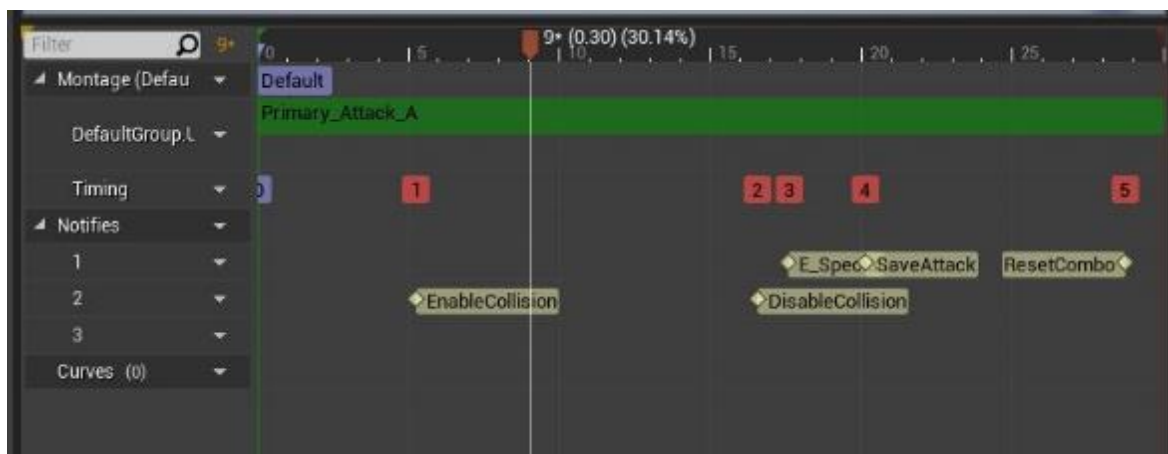 Filter 9*
0 5 9* (0.30) (30.14%) 10 15 20 25
Montage (Defau Default
Primary_Attack_A
DefaultGroup.
Timing 1 2 3 4 5
Notifies
1 E_Spec SaveAttack ResetCombo
2 EnableCollision DisableCollision
3
Curves (0)